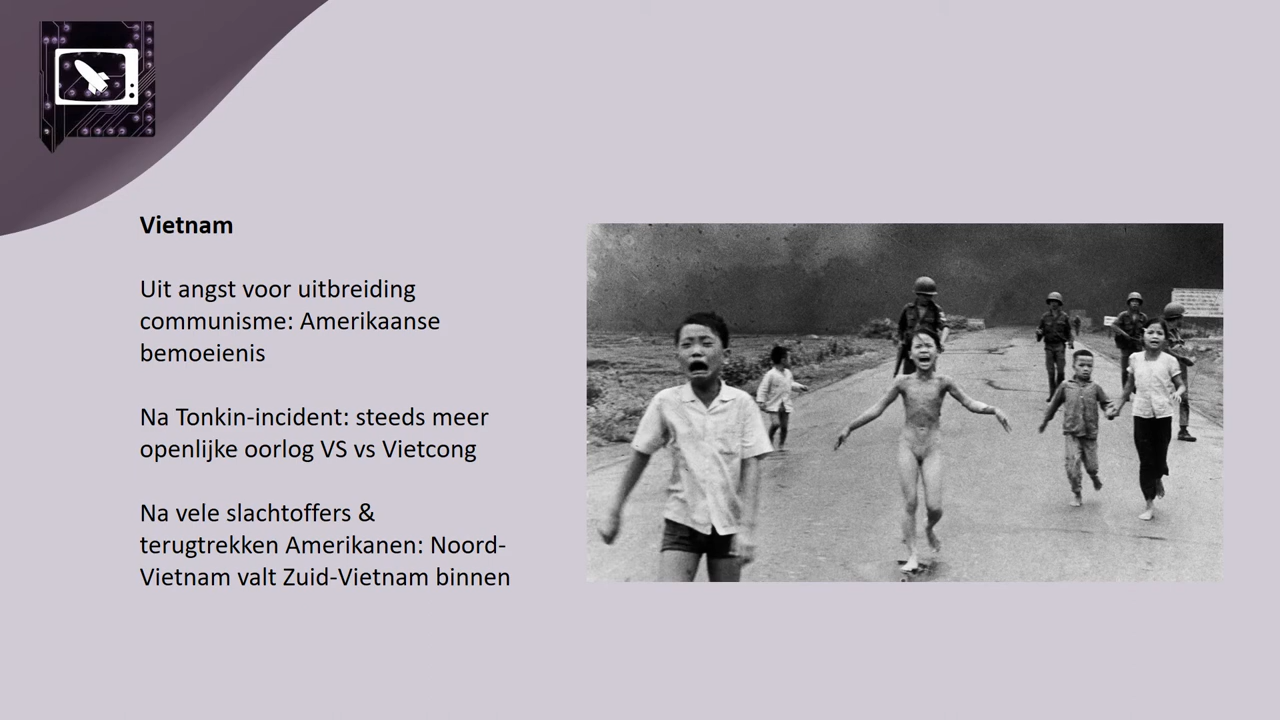 Vietnam
Uit angst voor uitbreiding
communisme: Amerikaanse
bemoeienis
Na Tonkin-incident: steeds meer
openlijke oorlog VS vs Vietcong
Na vele slachtoffers &
terugtrekken Amerikanen: Noord-
Vietnam valt Zuid-Vietnam binnen